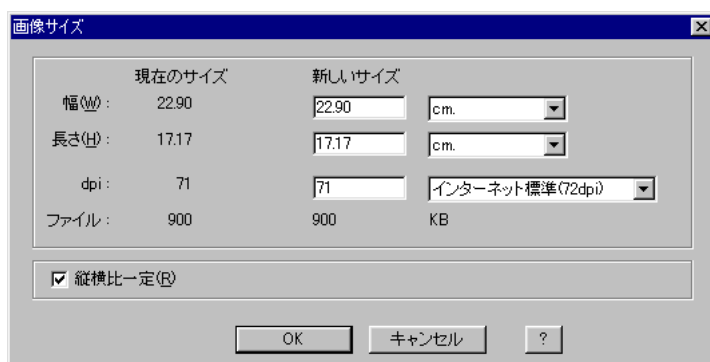 画像サイズ
現在のサイズ 新しいサイズ
幅(W): 22.90 22.90 cm.
長さ(H): 17.17 17.17 cm.
dpi: 71 71 インターネット標準(72dpi)
ファイル: 900 900 KB
縦横比一定(R)
OK キャンセル ?